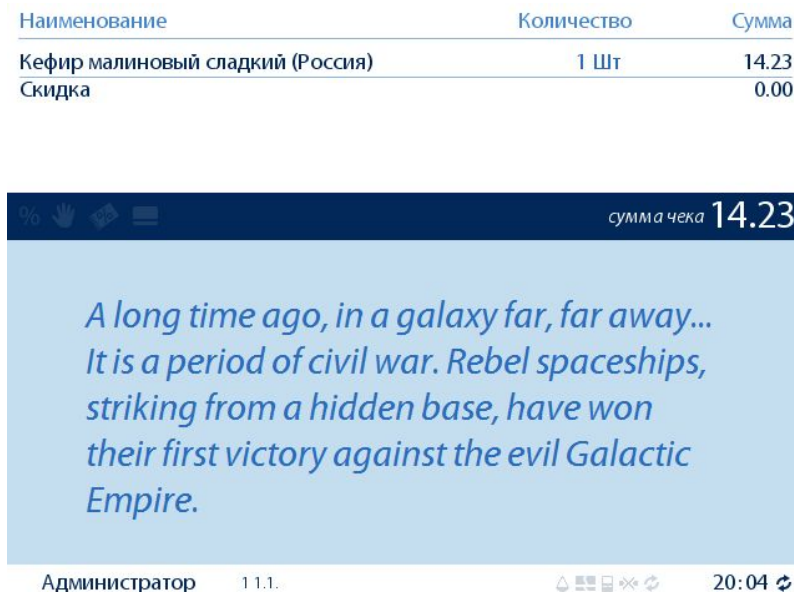 Наименование Количество Сумма
Кефир малиновый сладкий (Россия) 1 Шт 14.23
Скидка 0.00
% % сумма чека 14.23
A long time ago, in a galaxy far, far away...
It is a period of civil war. Rebel spaceships,
striking from a hidden base, have won
their first victory against the evil Galactic
Empire.
Администратор 1 1.1. 20:04